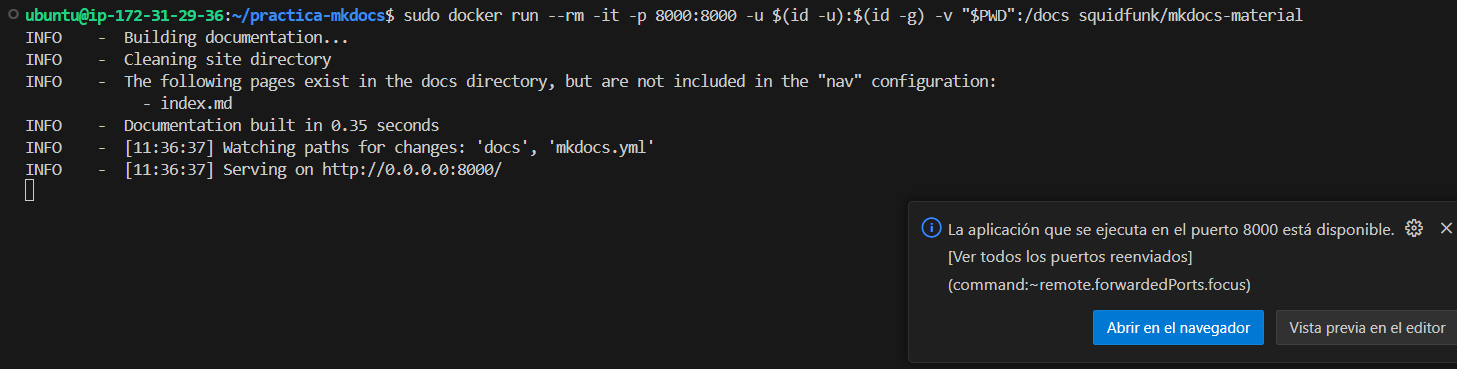 ubuntu@ip-172-31-29-36:~/practica-mkdocs$ sudo docker run --rm -it -p 8000:8000 -u $(id -u):$(id -g) -v "$PWD":/docs squidfunk/mkdocs-material
INFO    -  Building documentation...
INFO    -  Cleaning site directory
INFO    -  The following pages exist in the docs directory, but are not included in the "nav" configuration:
             - index.md
INFO    -  Documentation built in 0.35 seconds
INFO    -  [11:36:37] Watching paths for changes: 'docs', 'mkdocs.yml'
INFO    -  [11:36:37] Serving on http://0.0.0.0:8000/
La aplicación que se ejecuta en el puerto 8000 está disponible.
[Ver todos los puertos reenviados]
(command:~remote.forwardedPorts.focus)
Abrir en el navegador
Vista previa en el editor